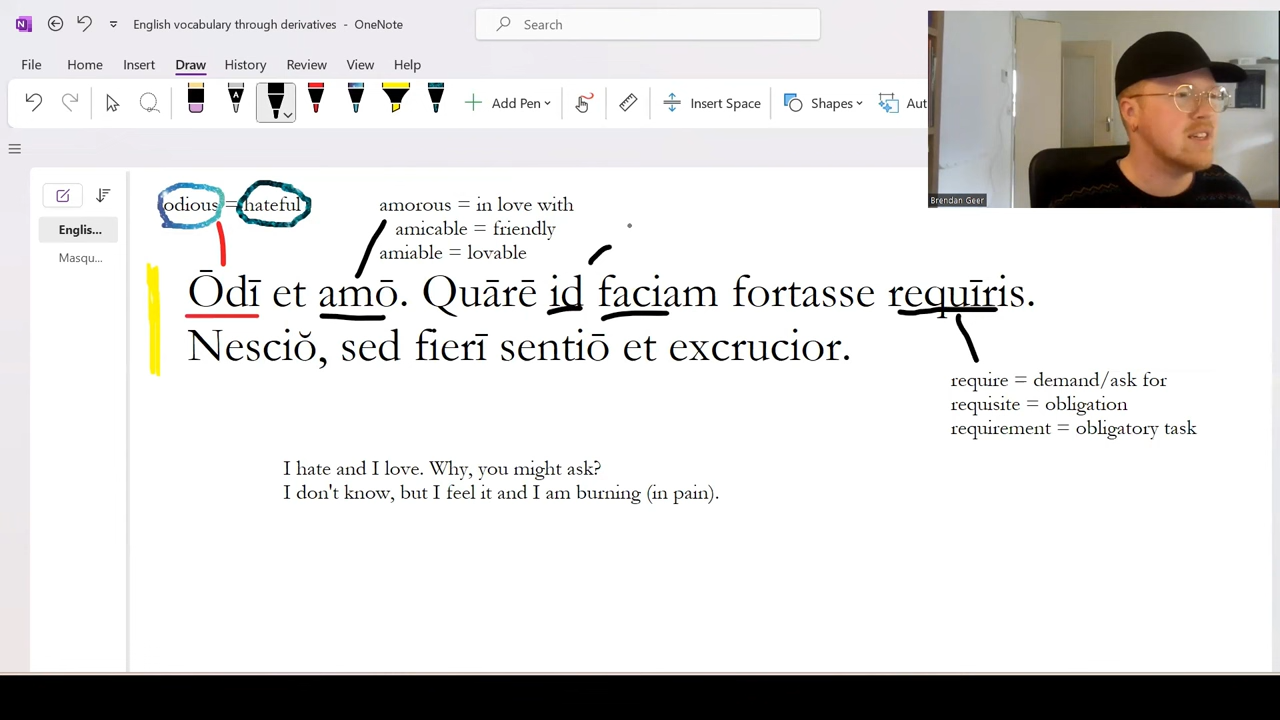 English vocabulary through derivatives - OneNote
Search
File Home Insert Draw History Review View Help
Add Pen
Insert Space
Shapes
Aut
Brendan Geer
Englis...
Masqu...
odious = hateful
amorous = in love with
amicable = friendly
amiable = lovable
Ōdī et amō. Quārē id faciam fortasse requīris.
Nesciŏ, sed fierī sentiō et excrucior.
require = demand/ask for
requisite = obligation
requirement = obligatory task
I hate and I love. Why, you might ask?
I don't know, but I feel it and I am burning (in pain).